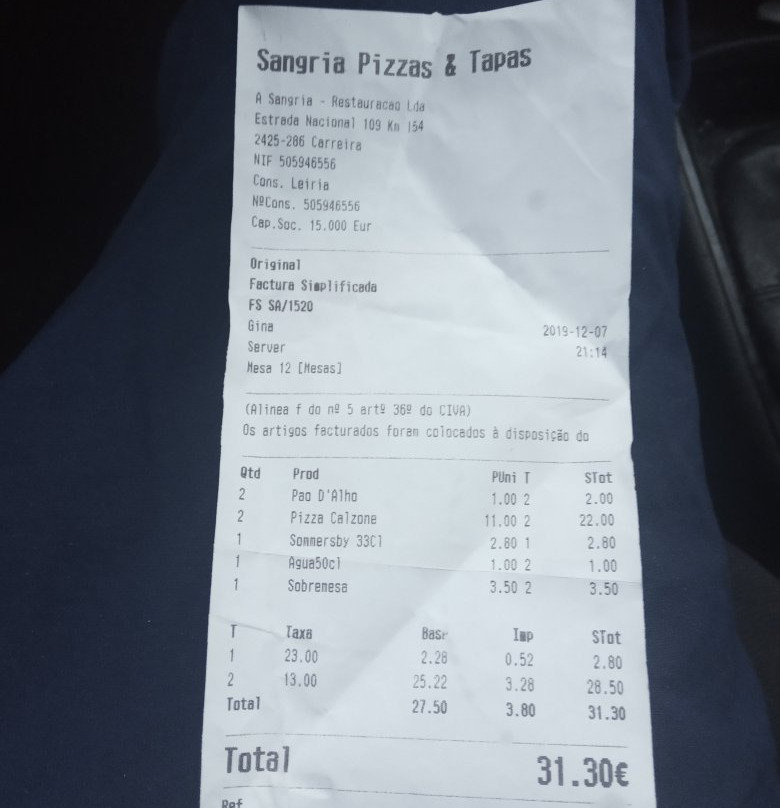 Sangria Pizzas & Tapas
A Sangria - Restauracao Lda
Estrada Nacional 109 Km 154
2425-286 Carreira
NIF 505946556
Cons. Leiria
NºCons. 505946556
Cap.Soc. 15.000 Eur
Original
Factura Simplificada
FS SA/1520
Gina 2019-12-07
Server 21:14
Mesa 12 [Mesas]
(Alinea f do nº 5 artº 36º do CIVA)
Os artigos facturados foram colocados à disposição do
Qtd Prod PUni T STot
2 Pao D'Alho 1.00 2 2.00
2 Pizza Calzone 11.00 2 22.00
1 Sommersby 33Cl 2.80 1 2.80
1 Agua50cl 1.00 2 1.00
1 Sobremesa 3.50 2 3.50
T Taxa Base Imp STot
1 23.00 2.28 0.52 2.80
2 13.00 25.22 3.28 28.50
Total 27.50 3.80 31.30
Total 31.30€
Ref